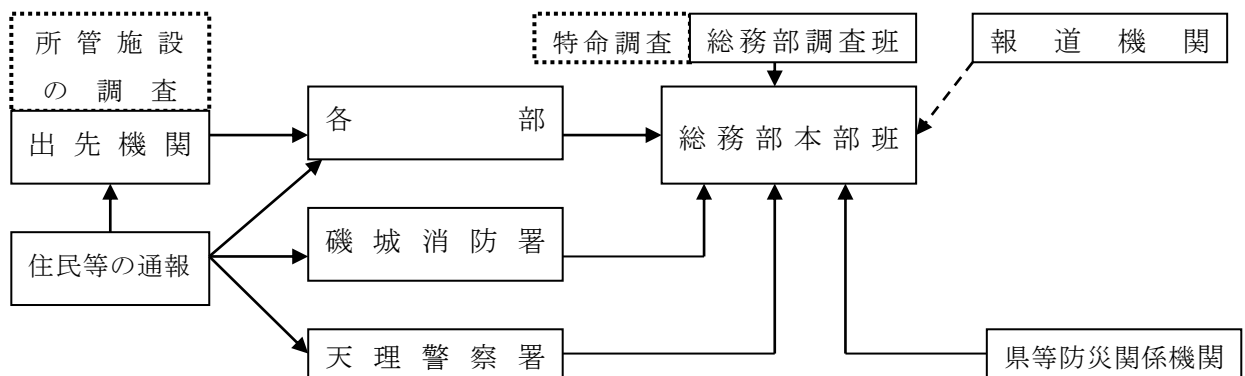 所管施設
の調査
出先機関
住民等の通報
各部
磯城消防署
天理警察署
特命調査
総務部調査班
総務部本部班
報道機関
県等防災関係機関